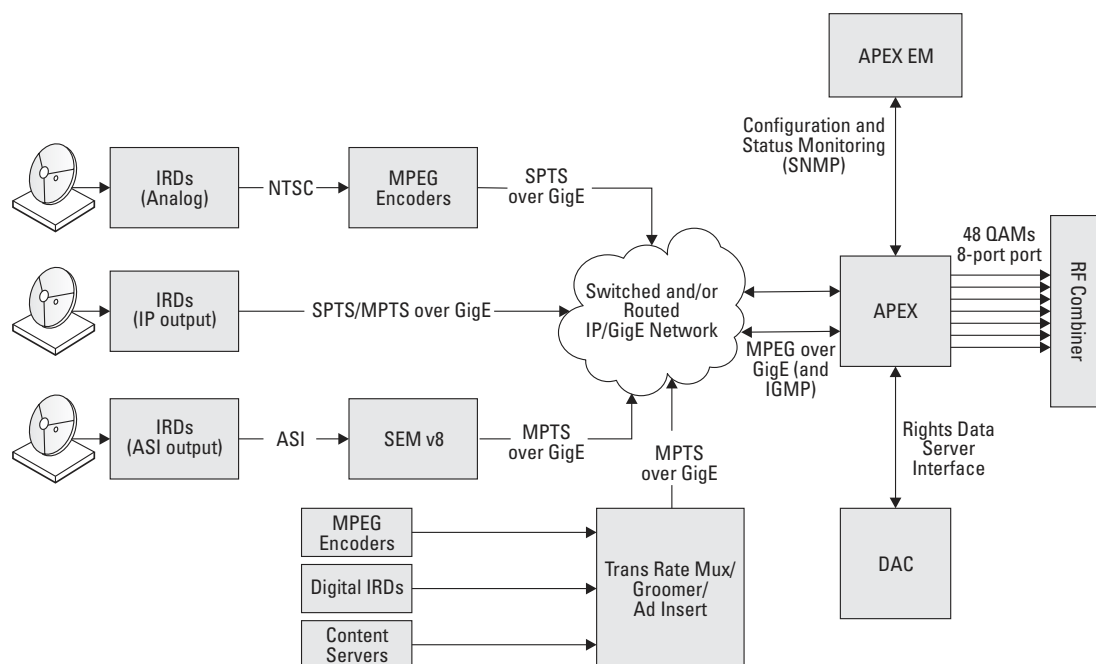 APEX EM
Configuration and
Status Monitoring
(SNMP)
IRDs
(Analog)
NTSC
MPEG
Encoders
SPTS
over GigE
48 QAMs
8-port port
RF Combiner
IRDs
(IP output)
SPTS/MPTS over GigE
Switched and/or
Routed
IP/GigE Network
APEX
MPEG over
GigE (and
IGMP)
IRDs
(ASI output)
ASI
SEM v8
MPTS
over GigE
MPTS
over GigE
Rights Data
Server
Interface
MPEG
Encoders
Digital IRDs
Content
Servers
Trans Rate Mux/
Groomer/
Ad Insert
DAC